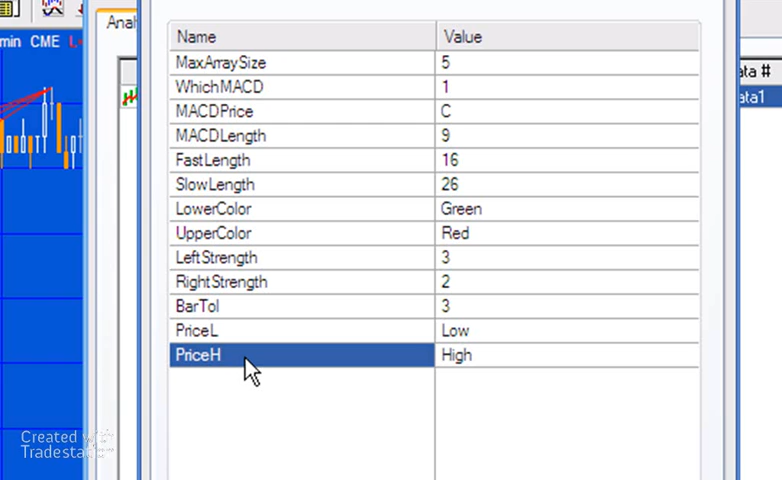 min CME L=
Anal
ata #
ata1
Name Value
MaxArraySize 5
WhichMACD 1
MACDPrice C
MACDLength 9
FastLength 16
SlowLength 26
LowerColor Green
UpperColor Red
LeftStrength 3
RightStrength 2
BarTol 3
PriceL Low
PriceH High
Created with